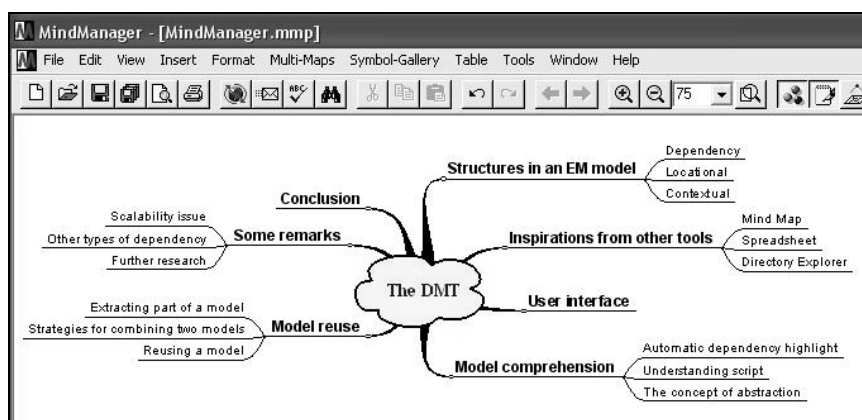 MindManager - [MindManager.mmp]
File Edit View Insert Format Multi-Maps Symbol-Gallery Table Tools Window Help
ABC
75
Structures in an EM model
Dependency
Locational
Contextual
Inspirations from other tools
Mind Map
Spreadsheet
Directory Explorer
User interface
Model comprehension
Automatic dependency highlight
Understanding script
The concept of abstraction
The DMT
Conclusion
Some remarks
Scalability issue
Other types of dependency
Further research
Model reuse
Extracting part of a model
Strategies for combining two models
Reusing a model